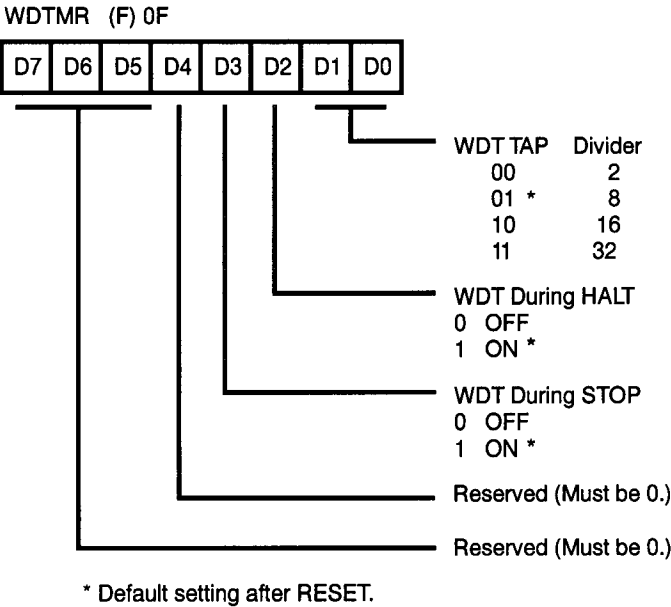 WDTMR (F) 0F
D7 D6 D5 D4 D3 D2 D1 D0
WDT TAP Divider
00 2
01 * 8
10 16
11 32
WDT During HALT
0 OFF
1 ON *
WDT During STOP
0 OFF
1 ON *
Reserved (Must be 0.)
Reserved (Must be 0.)
* Default setting after RESET.